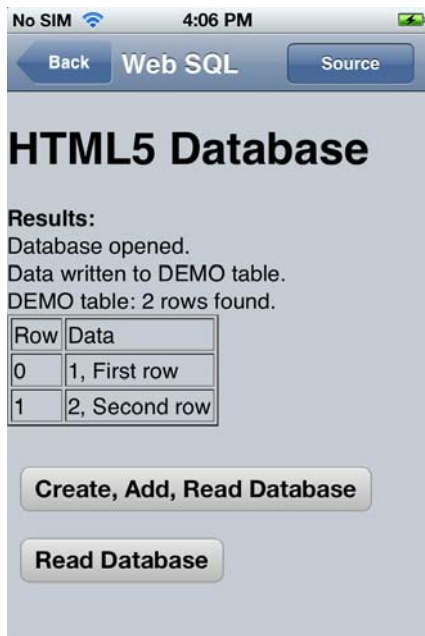 No SIM 4:06 PM
Back Web SQL Source
HTML5 Database
Results:
Database opened.
Data written to DEMO table.
DEMO table: 2 rows found.
Row Data
0 1, First row
1 2, Second row
Create, Add, Read Database
Read Database